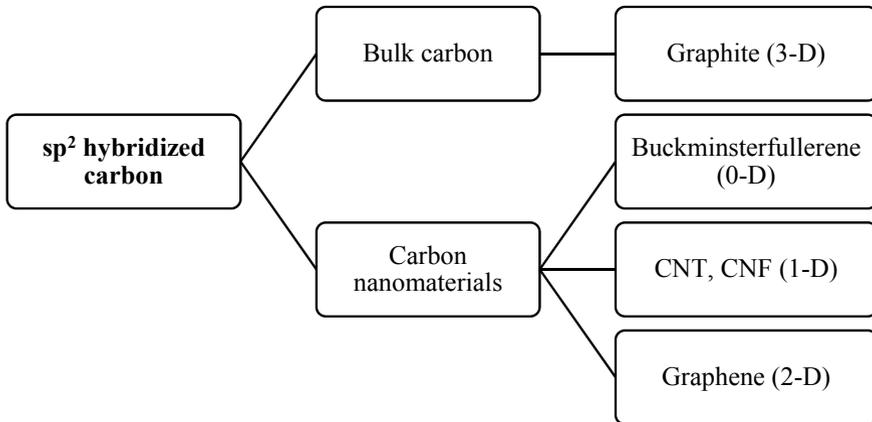 sp² hybridized
carbon
Bulk carbon
Graphite (3-D)
Carbon
nanomaterials
Buckminsterfullerene
(0-D)
CNT, CNF (1-D)
Graphene (2-D)